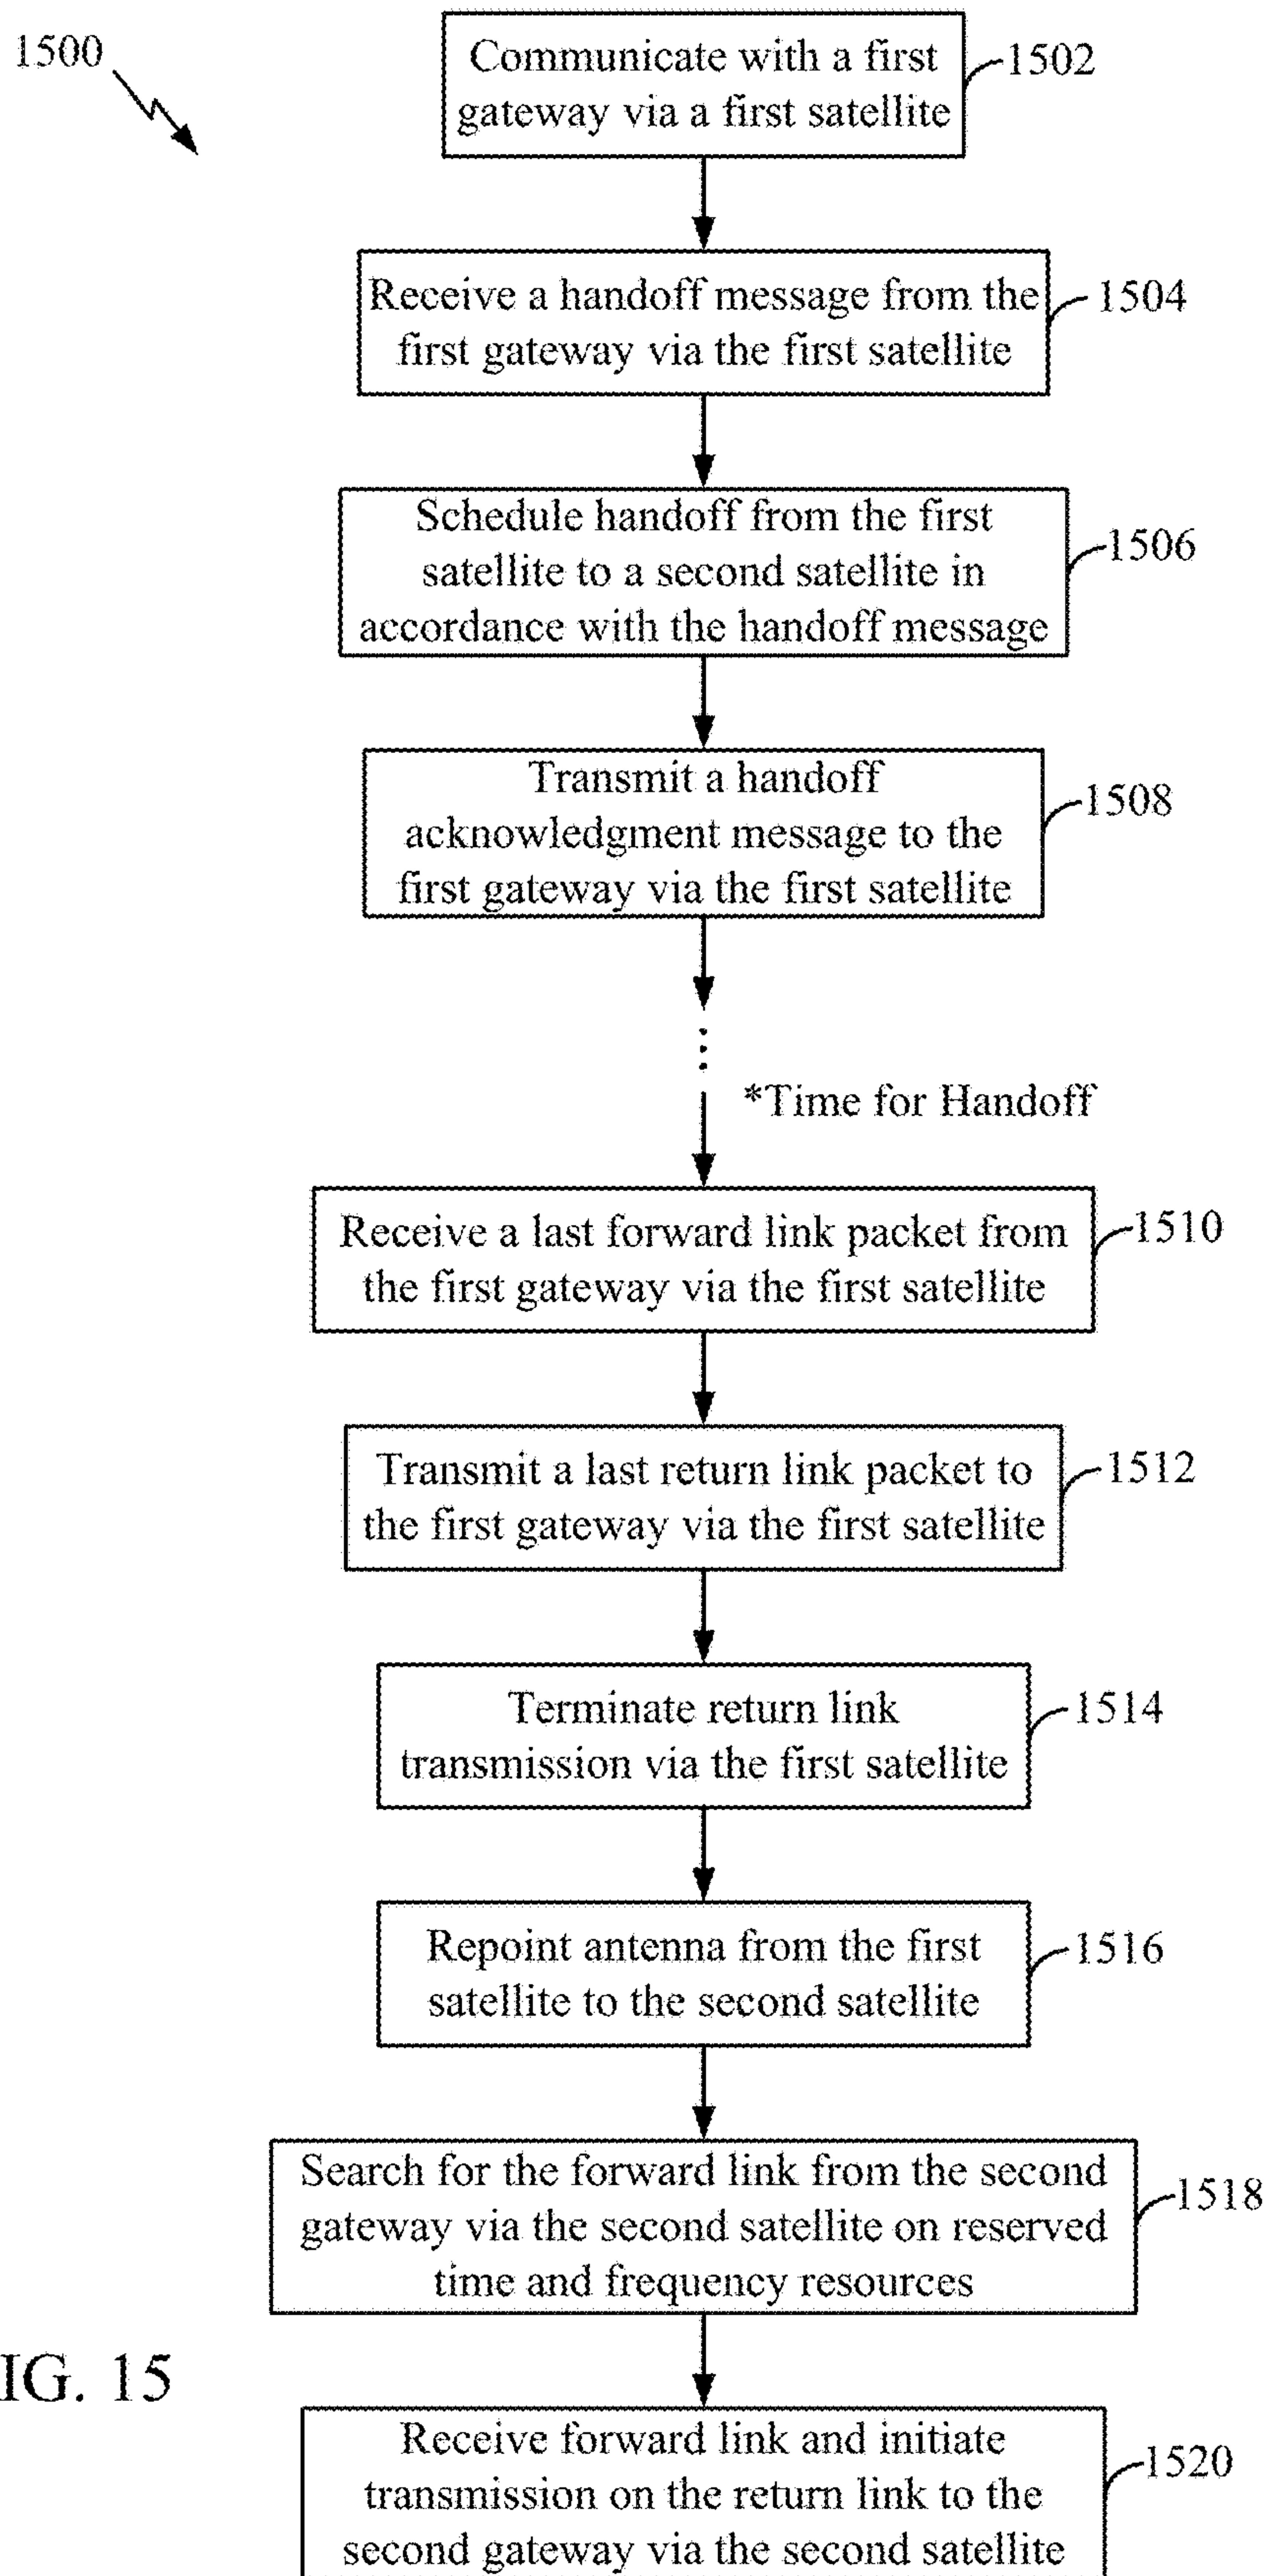 1500
Communicate with a first
gateway via a first satellite
1502
Receive a handoff message from the
first gateway via the first satellite
1504
Schedule handoff from the first
satellite to a second satellite in
accordance with the handoff message
1506
Transmit a handoff
acknowledgment message to the
first gateway via the first satellite
1508
*Time for Handoff
Receive a last forward link packet from
the first gateway via the first satellite
1510
Transmit a last return link packet to
the first gateway via the first satellite
1512
Terminate return link
transmission via the first satellite
1514
Repoint antenna from the first
satellite to the second satellite
1516
Search for the forward link from the second
gateway via the second satellite on reserved
time and frequency resources
1518
IG. 15
Receive forward link and initiate
transmission on the return link to the
second gateway via the second satellite
1520